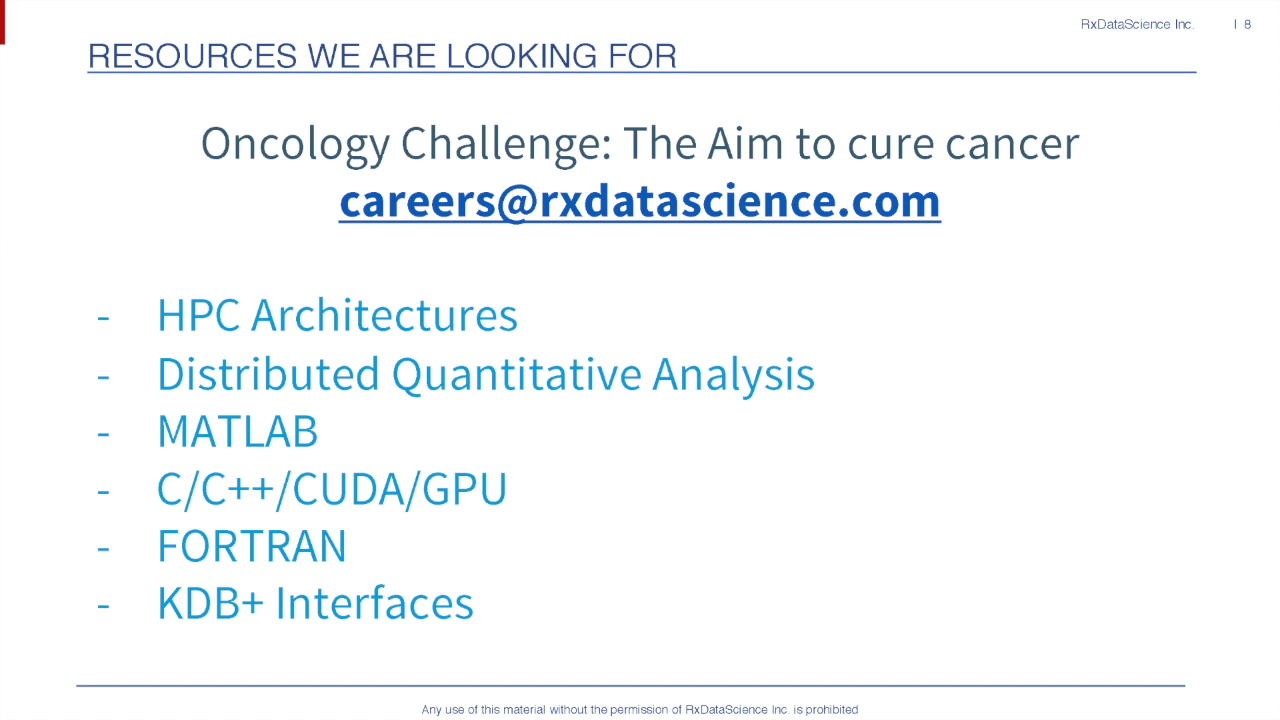 RxDataScience Inc. | 8
RESOURCES WE ARE LOOKING FOR
Oncology Challenge: The Aim to cure cancer
careers@rxdatascience.com
- HPC Architectures
- Distributed Quantitative Analysis
- MATLAB
- C/C++/CUDA/GPU
- FORTRAN
- KDB+ Interfaces
Any use of this material without the permission of RxDataScience Inc. is prohibited